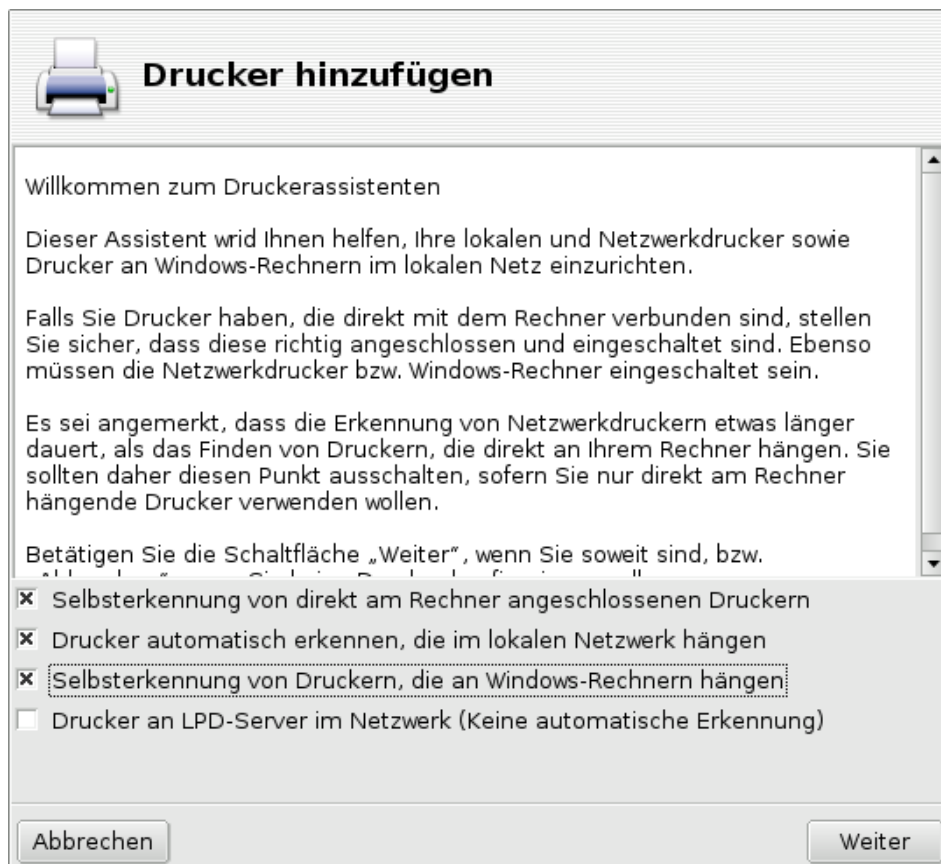 Drucker hinzufügen
Willkommen zum Druckerassistenten
Dieser Assistent wrid Ihnen helfen, Ihre lokalen und Netzwerkdrucker sowie
Drucker an Windows-Rechnern im lokalen Netz einzurichten.
Falls Sie Drucker haben, die direkt mit dem Rechner verbunden sind, stellen
Sie sicher, dass diese richtig angeschlossen und eingeschaltet sind. Ebenso
müssen die Netzwerkdrucker bzw. Windows-Rechner eingeschaltet sein.
Es sei angemerkt, dass die Erkennung von Netzwerkdruckern etwas länger
dauert, als das Finden von Druckern, die direkt an Ihrem Rechner hängen. Sie
sollten daher diesen Punkt ausschalten, sofern Sie nur direkt am Rechner
hängende Drucker verwenden wollen.
Betätigen Sie die Schaltfläche „Weiter“, wenn Sie soweit sind, bzw.
Selbsterkennung von direkt am Rechner angeschlossenen Druckern
Drucker automatisch erkennen, die im lokalen Netzwerk hängen
Selbsterkennung von Druckern, die an Windows-Rechnern hängen
Drucker an LPD-Server im Netzwerk (Keine automatische Erkennung)
Abbrechen
Weiter